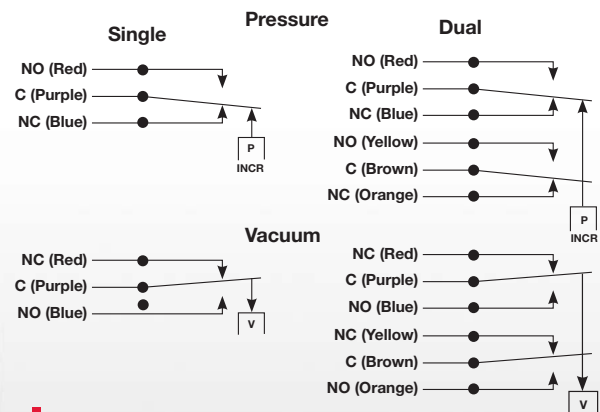 Pressure
Single
NO (Red)
C (Purple)
NC (Blue)
P
INCR
Dual
NO (Red)
C (Purple)
NC (Blue)
NO (Yellow)
C (Brown)
NC (Orange)
P
INCR
Vacuum
NC (Red)
C (Purple)
NO (Blue)
V
NC (Red)
C (Purple)
NO (Blue)
NC (Yellow)
C (Brown)
NO (Orange)
V